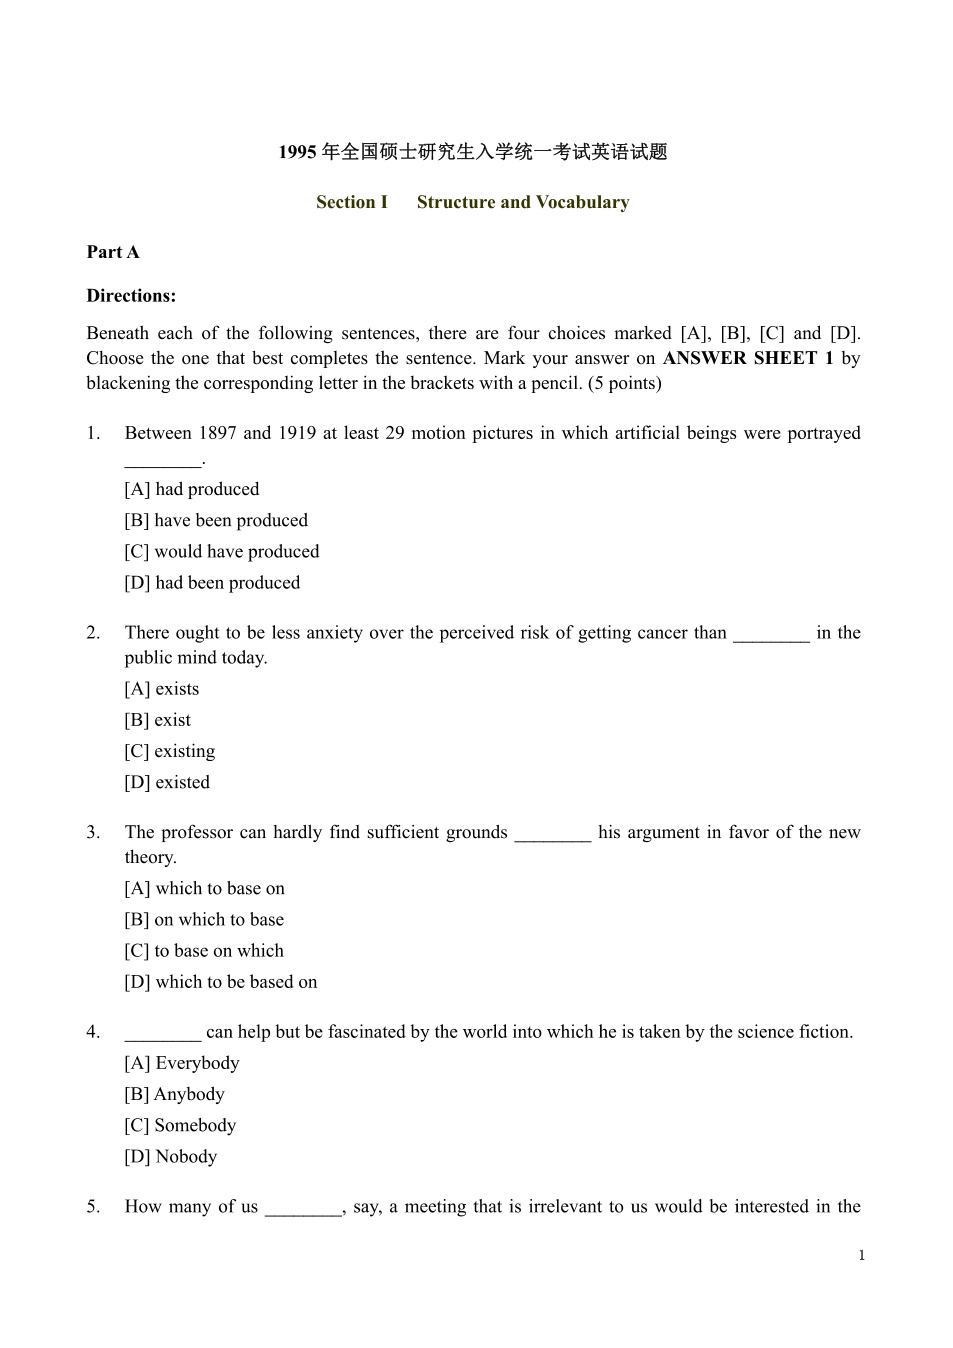 1995 年全国硕士研究生入学统一考试英语试题
Section I Structure and Vocabulary
Part A
Directions:
Beneath each of the following sentences, there are four choices marked [A], [B], [C] and [D].
Choose the one that best completes the sentence. Mark your answer on ANSWER SHEET 1 by
blackening the corresponding letter in the brackets with a pencil. (5 points)
1. Between 1897 and 1919 at least 29 motion pictures in which artificial beings were portrayed
________.
[A] had produced
[B] have been produced
[C] would have produced
[D] had been produced
2. There ought to be less anxiety over the perceived risk of getting cancer than ________ in the
public mind today.
[A] exists
[B] exist
[C] existing
[D] existed
3. The professor can hardly find sufficient grounds ________ his argument in favor of the new
theory.
[A] which to base on
[B] on which to base
[C] to base on which
[D] which to be based on
4. ________ can help but be fascinated by the world into which he is taken by the science fiction.
[A] Everybody
[B] Anybody
[C] Somebody
[D] Nobody
5. How many of us ________, say, a meeting that is irrelevant to us would be interested in the
1